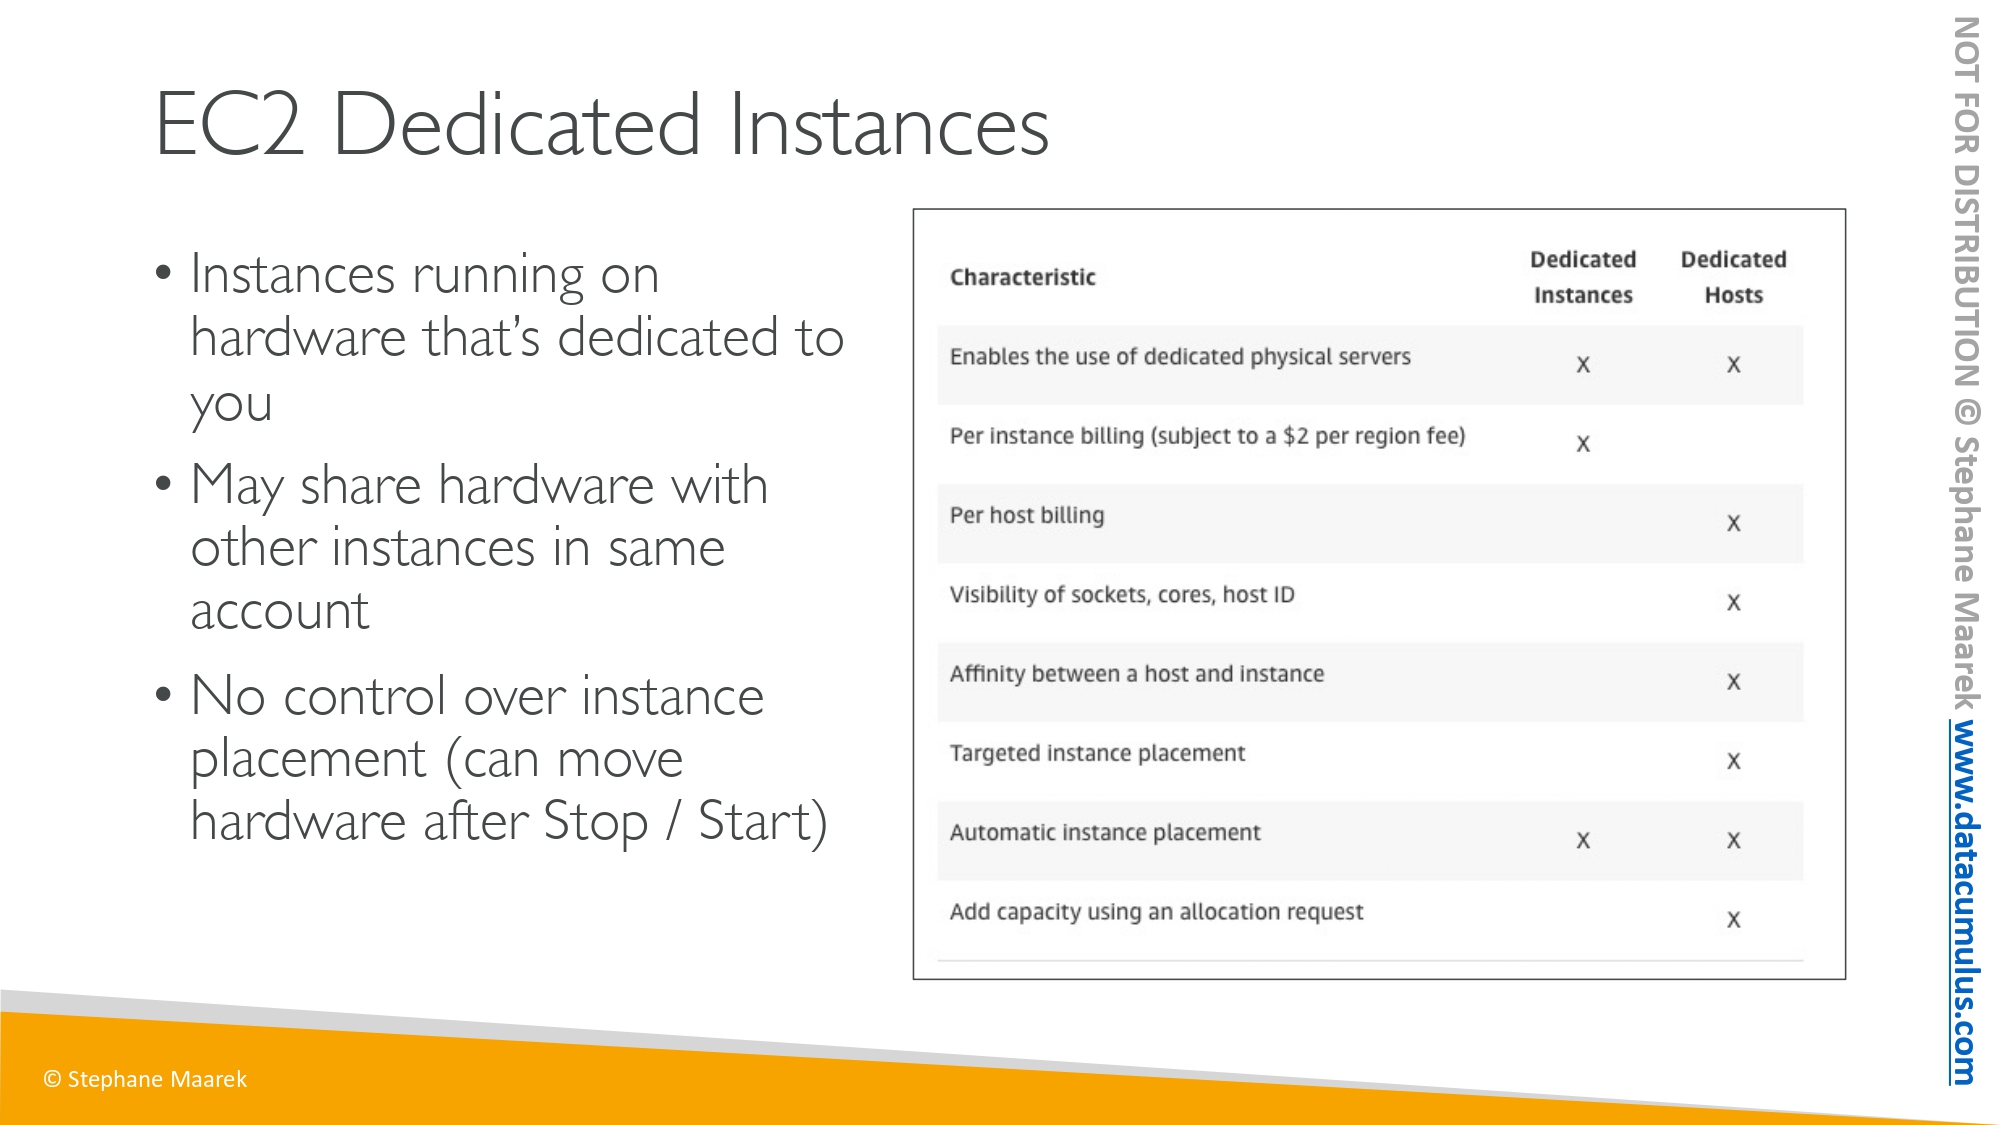 EC2 Dedicated Instances
• Instances running on
hardware that's dedicated to
you
• May share hardware with
other instances in same
account
• No control over instance
placement (can move
hardware after Stop / Start)
Characteristic Dedicated Instances Dedicated Hosts
Enables the use of dedicated physical servers X X
Per instance billing (subject to a $2 per region fee) X
Per host billing X
Visibility of sockets, cores, host ID X
Affinity between a host and instance X
Targeted instance placement X
Automatic instance placement X X
Add capacity using an allocation request X
© Stephane Maarek
NOT FOR DISTRIBUTION © Stephane Maarek www.datacumulus.com